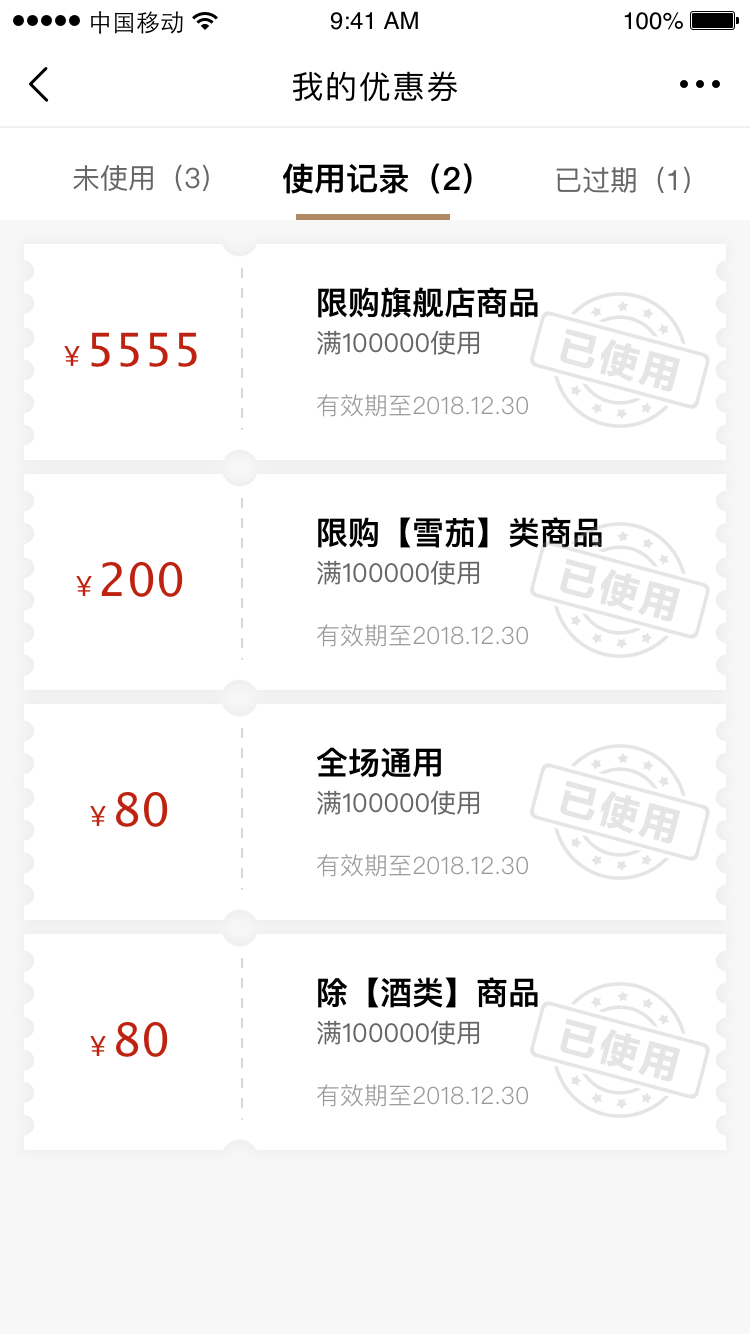 中国移动 9:41 AM 100%
我的优惠券
未使用（3） 使用记录（2） 已过期（1）
限购旗舰店商品
¥5555
满100000使用
已使用
有效期至2018.12.30
限购【雪茄】类商品
¥200
满100000使用
已使用
有效期至2018.12.30
全场通用
¥80
满100000使用
已使用
有效期至2018.12.30
除【酒类】商品
¥80
满100000使用
已使用
有效期至2018.12.30